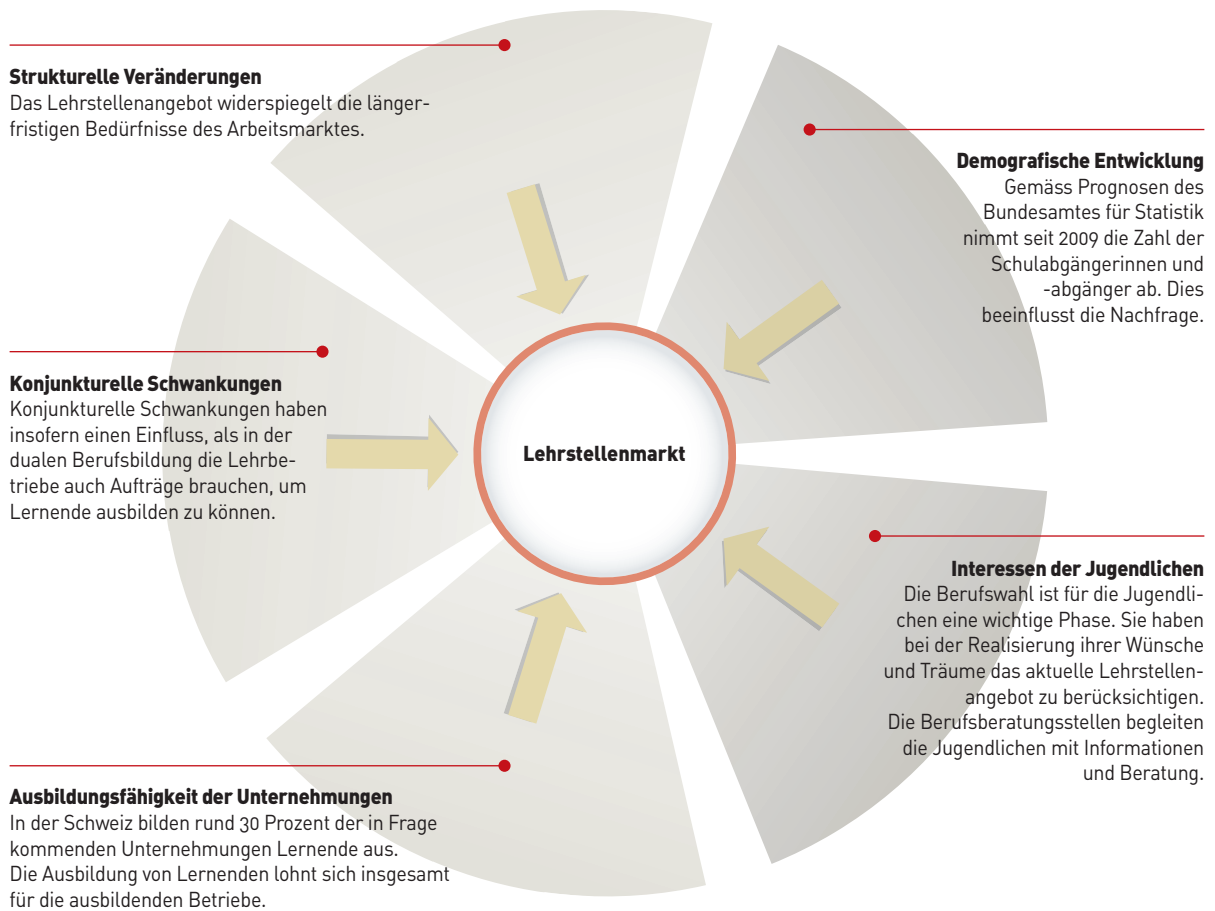 Strukturelle Veränderungen
Das Lehrstellenangebot widerspiegelt die länger-
fristigen Bedürfnisse des Arbeitsmarktes.
Demografische Entwicklung
Gemäss Prognosen des
Bundesamtes für Statistik
nimmt seit 2009 die Zahl der
Schulabgängerinnen und
-abgänger ab. Dies
beeinflusst die Nachfrage.
Konjunkturelle Schwankungen
Konjunkturelle Schwankungen haben
insofern einen Einfluss, als in der
dualen Berufsbildung die Lehrbe-
triebe auch Aufträge brauchen, um
Lernende ausbilden zu können.
Lehrstellenmarkt
Interessen der Jugendlichen
Die Berufswahl ist für die Jugendli-
chen eine wichtige Phase. Sie haben
bei der Realisierung ihrer Wünsche
und Träume das aktuelle Lehrstellen-
angebot zu berücksichtigen.
Die Berufsberatungsstellen begleiten
die Jugendlichen mit Informationen
und Beratung.
Ausbildungsfähigkeit der Unternehmungen
In der Schweiz bilden rund 30 Prozent der in Frage
kommenden Unternehmungen Lernende aus.
Die Ausbildung von Lernenden lohnt sich insgesamt
für die ausbildenden Betriebe.